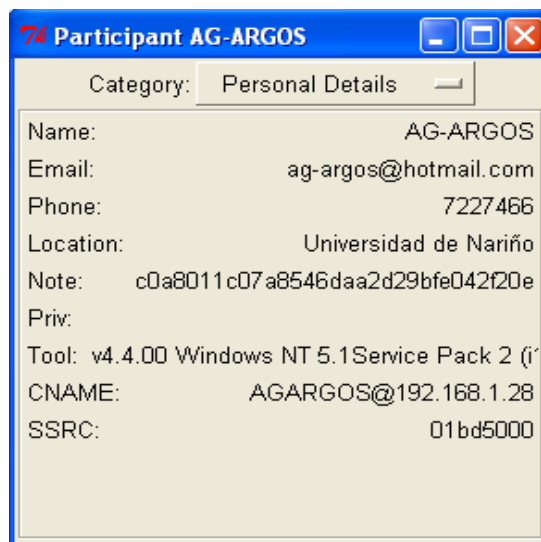 Participant AG-ARGOS
Category: Personal Details
Name: AG-ARGOS
Email: ag-argos@hotmail.com
Phone: 7227466
Location: Universidad de Nariño
Note: c0a8011c07a8546daa2d29bfe042f20e
Priv:
Tool: v4.4.00 Windows NT 5.1Service Pack 2 (i
CNAME: AGARGOS@192.168.1.28
SSRC: 01bd5000